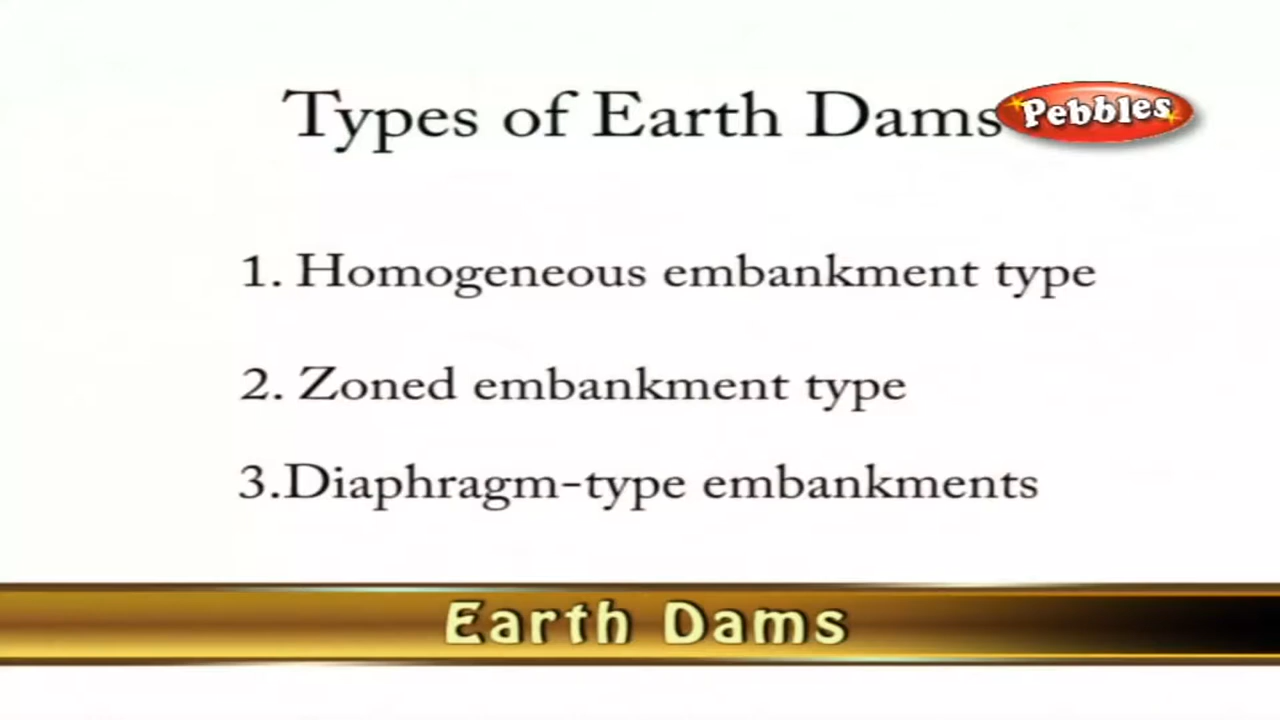 Types of Earth Dams
Pebbles
1. Homogeneous embankment type
2. Zoned embankment type
3.Diaphragm-type embankments
Earth Dams